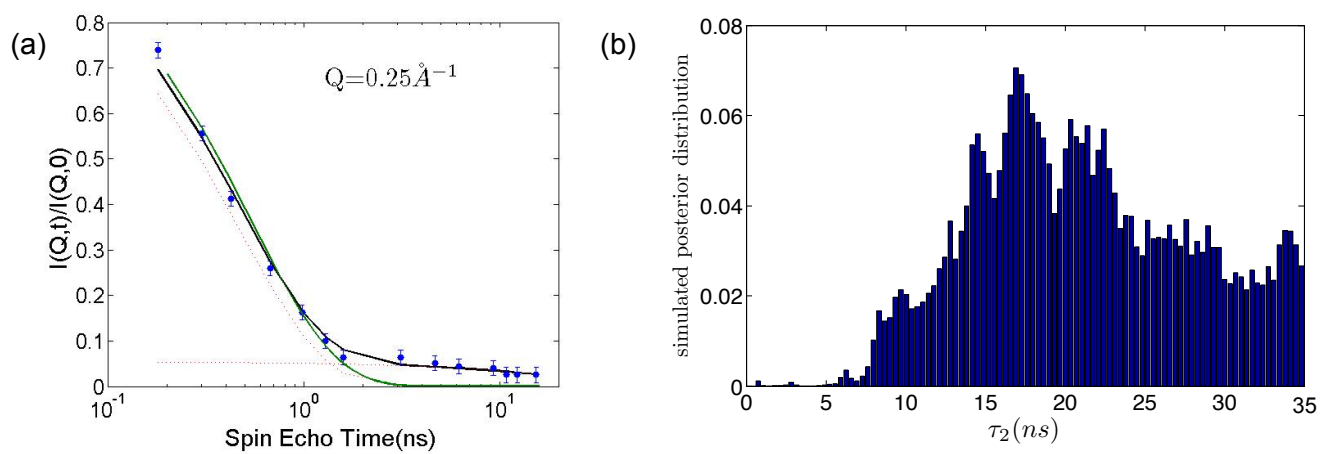 (a)
I(Q,t)/I(Q,0)
0.8
0.7
0.6
0.5
0.4
0.3
0.2
0.1
0
Q=0.25Å⁻¹
10⁻¹ 10⁰ 10¹
Spin Echo Time(ns)
(b)
simulated posterior distribution
0.08
0.06
0.04
0.02
0
0 5 10 15 20 25 30 35
τ₂(ns)